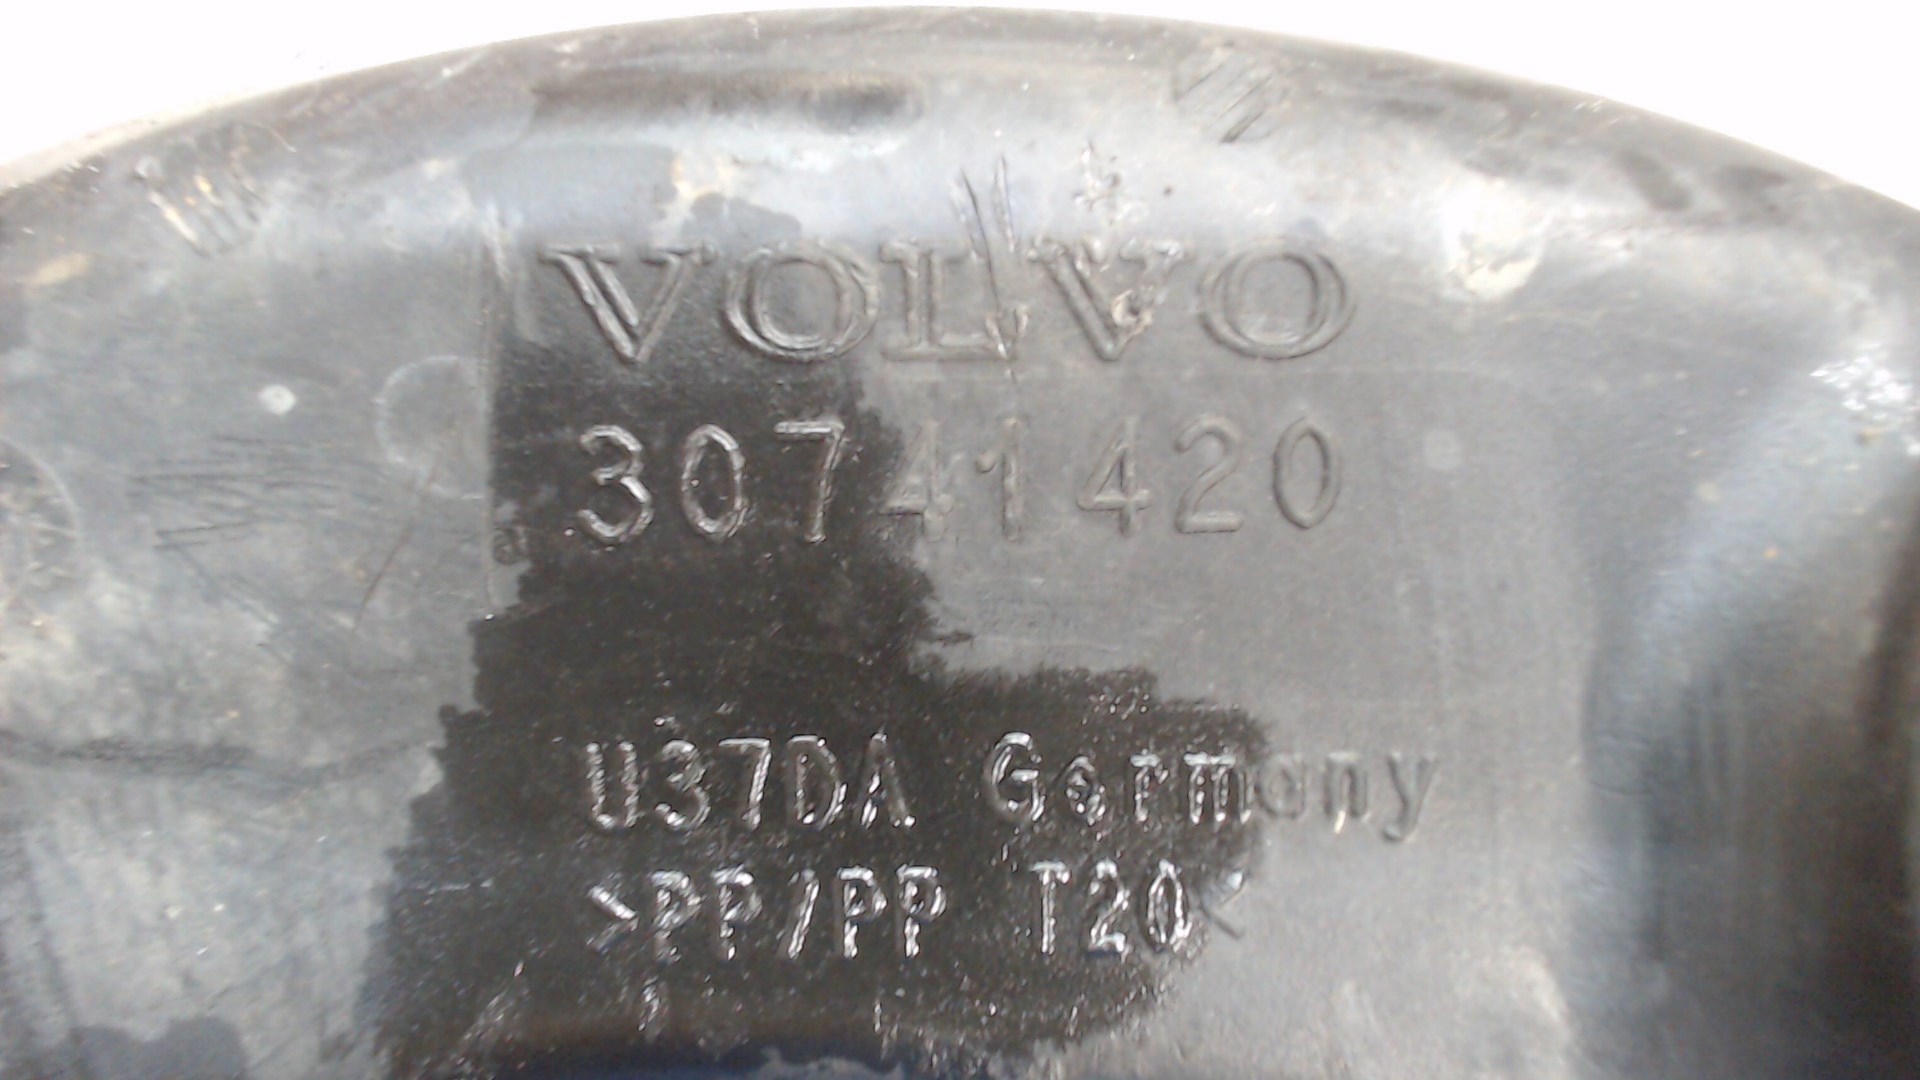 VOLVO
30741420
U37DA Germany
>PP/PP T20<